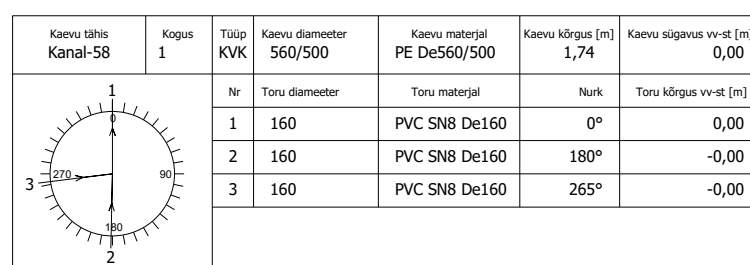 Kaevu tähis Kogus Tüüp Kaevu diameeter Kaevu materjal Kaevu kõrgus [m] Kaevu sügavus vv-st [m]
Kanal-58 1 KVK 560/500 PE De560/500 1,74 0,00
Nr Toru diameeter Toru materjal Nurk Toru kõrgus vv-st [m]
1 160 PVC SN8 De160 0° 0,00
2 160 PVC SN8 De160 180° -0,00
3 160 PVC SN8 De160 265° -0,00
1
0
270 90
3
180
2